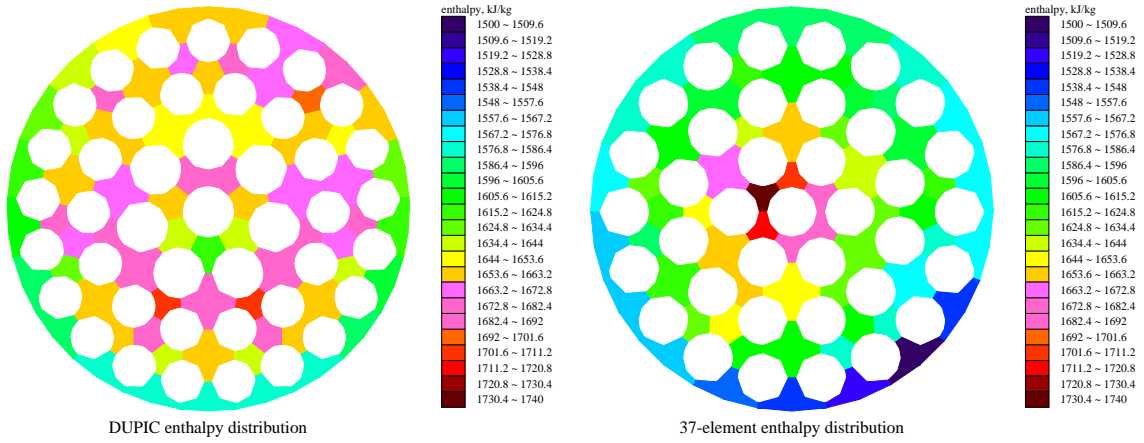 enthalpy, kJ/kg
1500 ~ 1509.6
1509.6 ~ 1519.2
1519.2 ~ 1528.8
1528.8 ~ 1538.4
1538.4 ~ 1548
1548 ~ 1557.6
1557.6 ~ 1567.2
1567.2 ~ 1576.8
1576.8 ~ 1586.4
1586.4 ~ 1596
1596 ~ 1605.6
1605.6 ~ 1615.2
1615.2 ~ 1624.8
1624.8 ~ 1634.4
1634.4 ~ 1644
1644 ~ 1653.6
1653.6 ~ 1663.2
1663.2 ~ 1672.8
1672.8 ~ 1682.4
1682.4 ~ 1692
1692 ~ 1701.6
1701.6 ~ 1711.2
1711.2 ~ 1720.8
1720.8 ~ 1730.4
1730.4 ~ 1740
DUPIC enthalpy distribution
enthalpy, kJ/kg
1500 ~ 1509.6
1509.6 ~ 1519.2
1519.2 ~ 1528.8
1528.8 ~ 1538.4
1538.4 ~ 1548
1548 ~ 1557.6
1557.6 ~ 1567.2
1567.2 ~ 1576.8
1576.8 ~ 1586.4
1586.4 ~ 1596
1596 ~ 1605.6
1605.6 ~ 1615.2
1615.2 ~ 1624.8
1624.8 ~ 1634.4
1634.4 ~ 1644
1644 ~ 1653.6
1653.6 ~ 1663.2
1663.2 ~ 1672.8
1672.8 ~ 1682.4
1682.4 ~ 1692
1692 ~ 1701.6
1701.6 ~ 1711.2
1711.2 ~ 1720.8
1720.8 ~ 1730.4
1730.4 ~ 1740
37-element enthalpy distribution